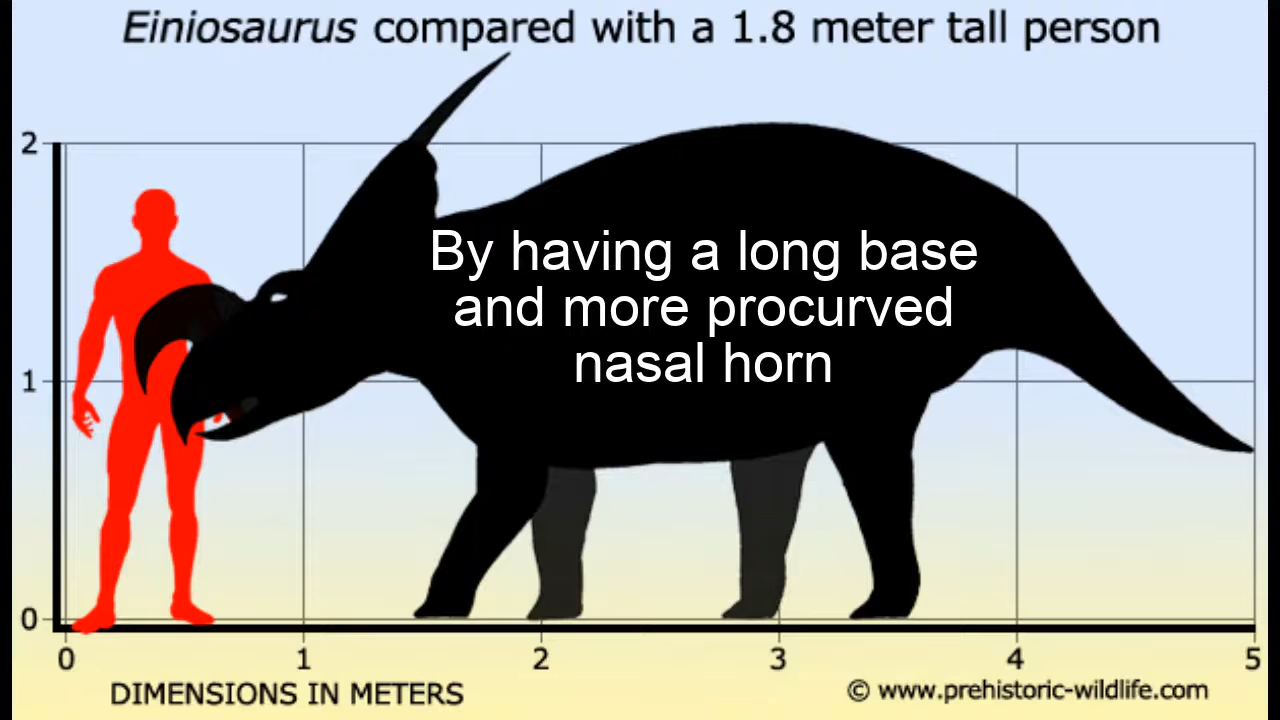 Einiosaurus compared with a 1.8 meter tall person
2
By having a long base
and more procurved
nasal horn
1
0
0 1 2 3 4 5
DIMENSIONS IN METERS © www.prehistoric-wildlife.com